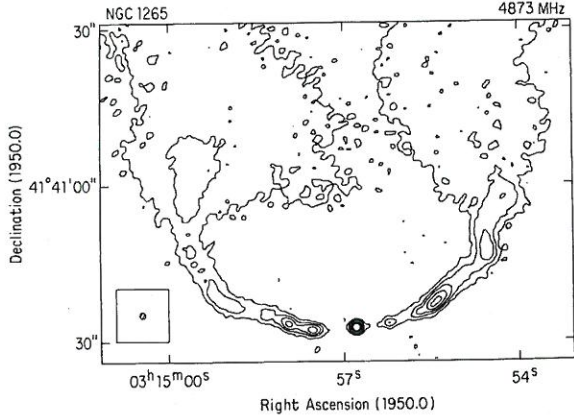 NGC 1265 4873 MHz
30"
41°41'00"
30"
03ʰ15ᵐ00ˢ 57ˢ 54ˢ
Declination (1950.0)
Right Ascension (1950.0)